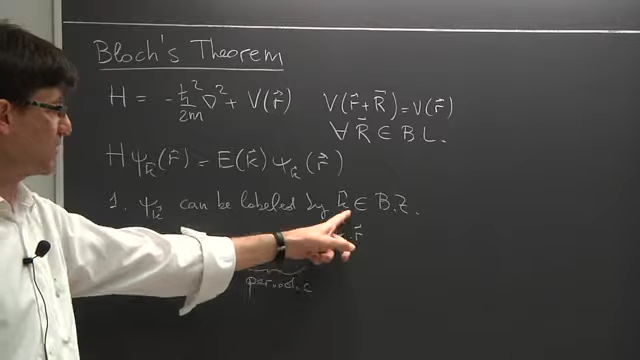 Bloch's Theorem
H = -ℏ²/2m ∇² + V(r⃗) V(r⃗+R⃗)=V(r⃗)
∀ R⃗ ∈ BL.
Hψ_k⃗(r⃗) = E(k⃗) ψ_k⃗(r⃗)
1. ψ_k⃗ can be labeled by k⃗ ∈ B.Z.
·r⃗
periodic